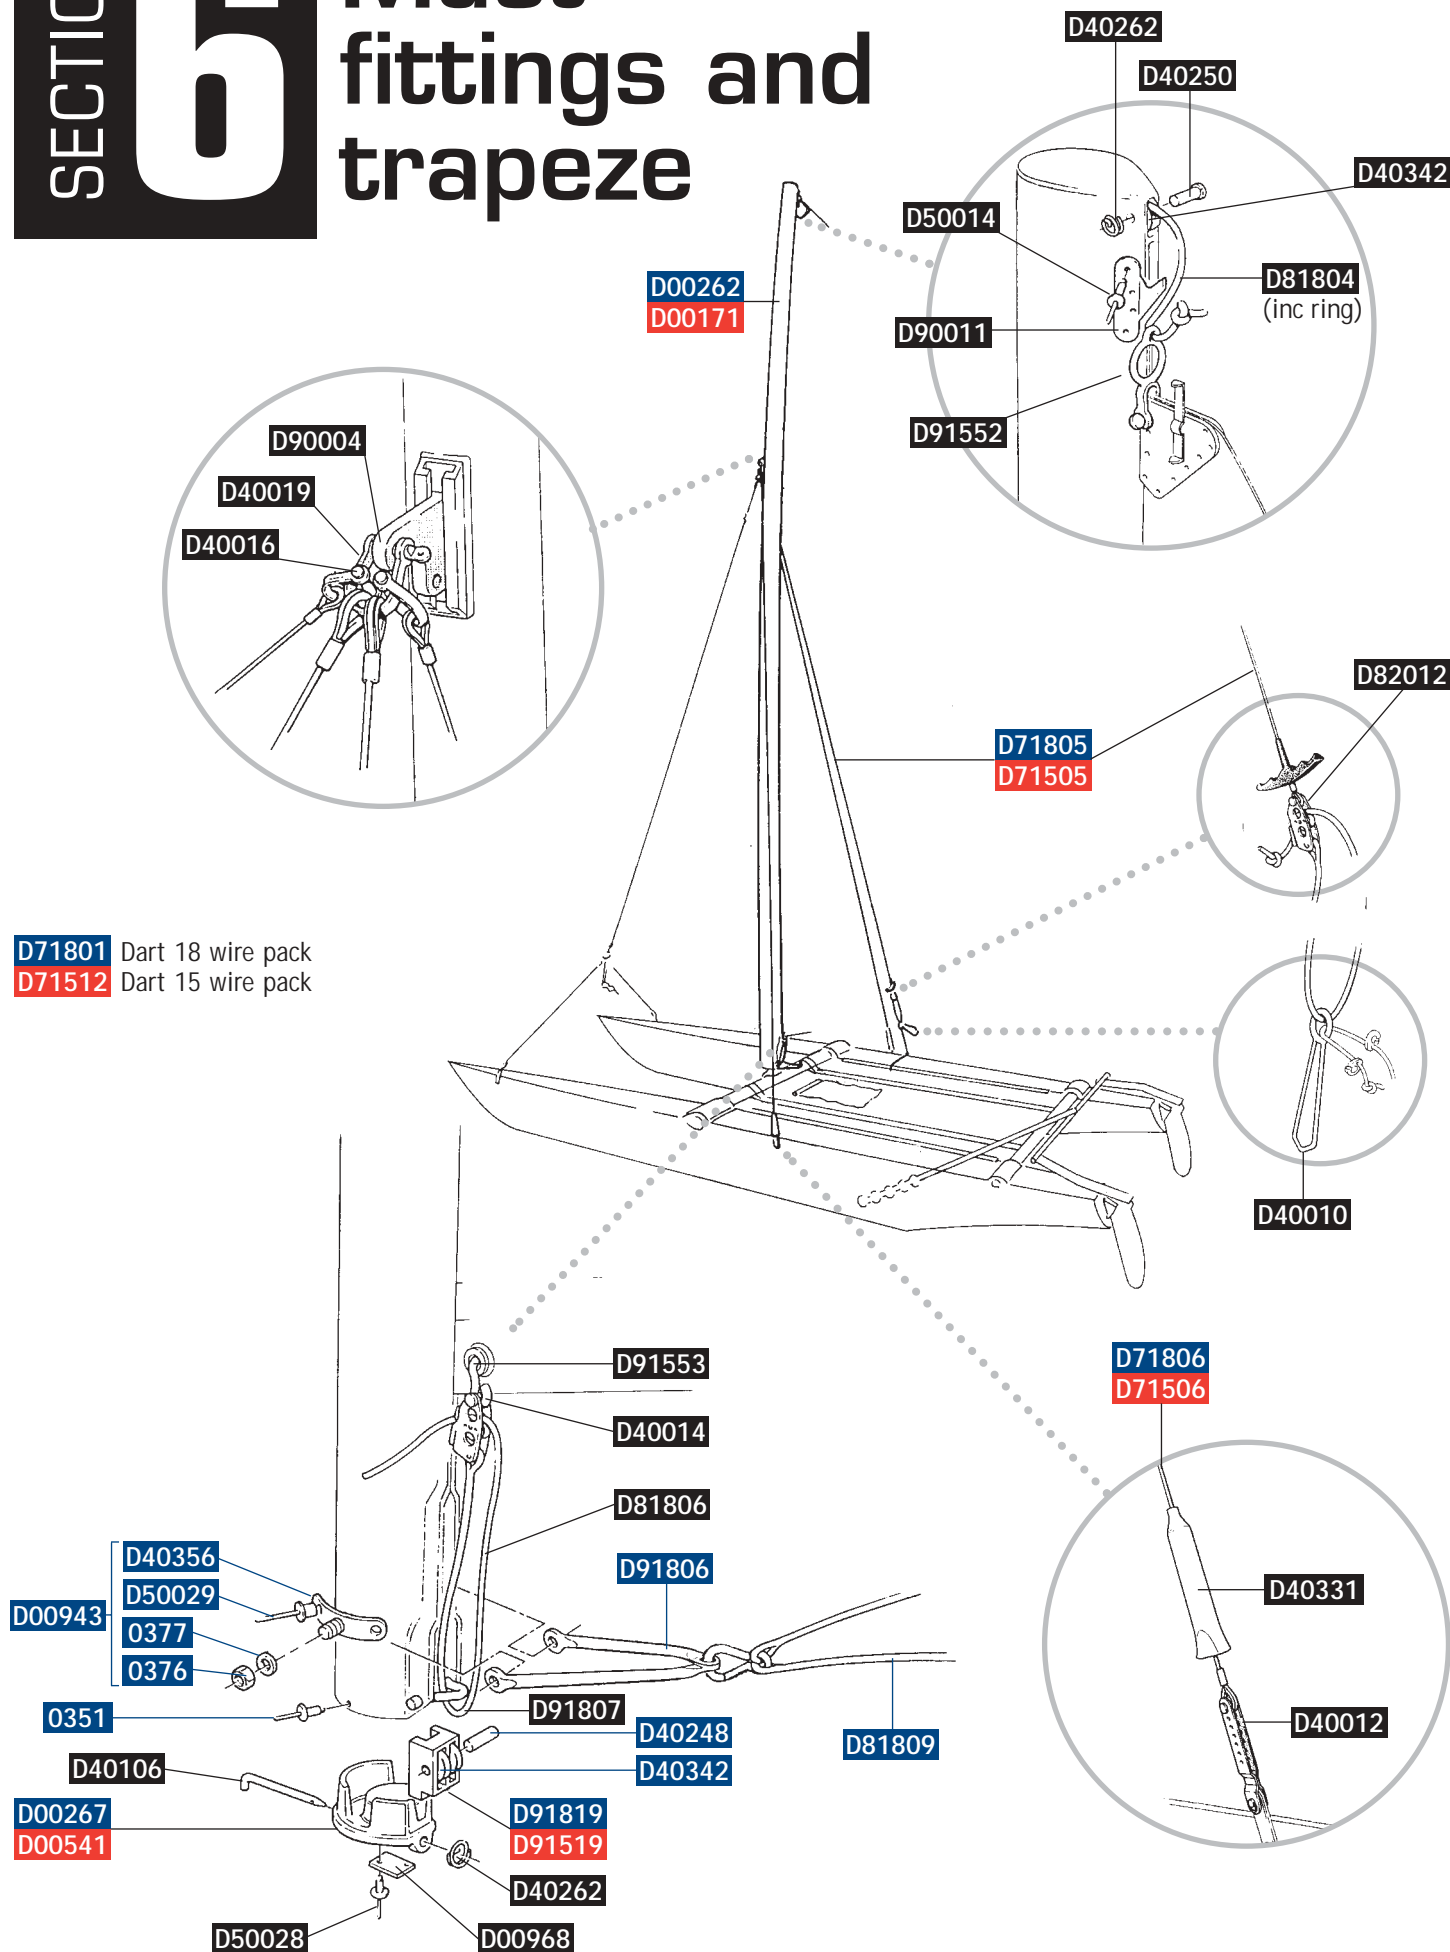 SECTIO
6
fittings and
trapeze
D40262
D40250
D40342
D50014
D81804
(inc ring)
D90011
D91552
D00262
D00171
D90004
D40019
D40016
D82012
D71805
D71505
D71801 Dart 18 wire pack
D71512 Dart 15 wire pack
D40010
D91553
D40014
D81806
D71806
D71506
D40331
D40012
D40356
D50029
D00943
0377
0376
0351
D91806
D91807
D40248
D40342
D81809
D40106
D00267
D00541
D91819
D91519
D40262
D50028
D00968